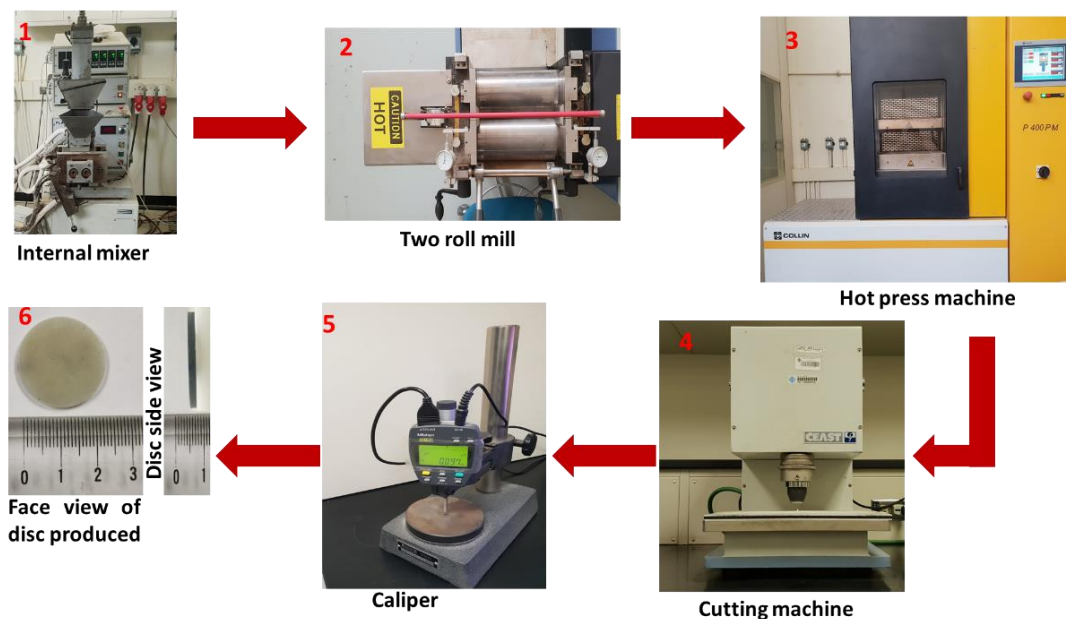 1
Internal mixer
2
CAUTION
HOT
Two roll mill
3
P 400 PM
COLLIN
Hot press machine
4
CEAST
Cutting machine
5
Mitutoyo
Caliper
6
0 1 2 3
Face view of
disc produced
Disc side view
0 1